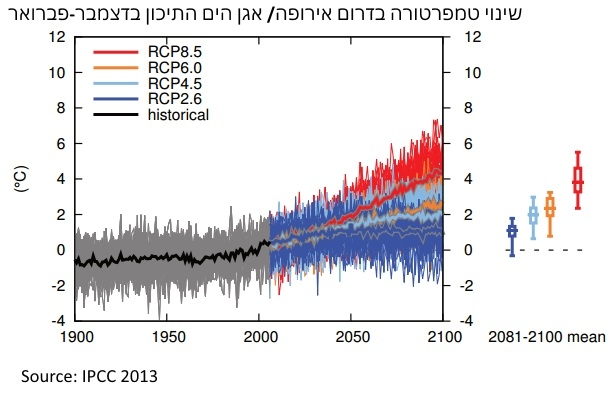 שינוי טמפרטורה בדרום אירופה/ אגן הים התיכון בדצמבר-פברואר
12 12
10 10
8 8
6 6
4 4
2 2
0 0
-2 -2
-4 -4
(°C)
RCP8.5
RCP6.0
RCP4.5
RCP2.6
historical
1900 1950 2000 2050 2100
2081-2100 mean
Source: IPCC 2013